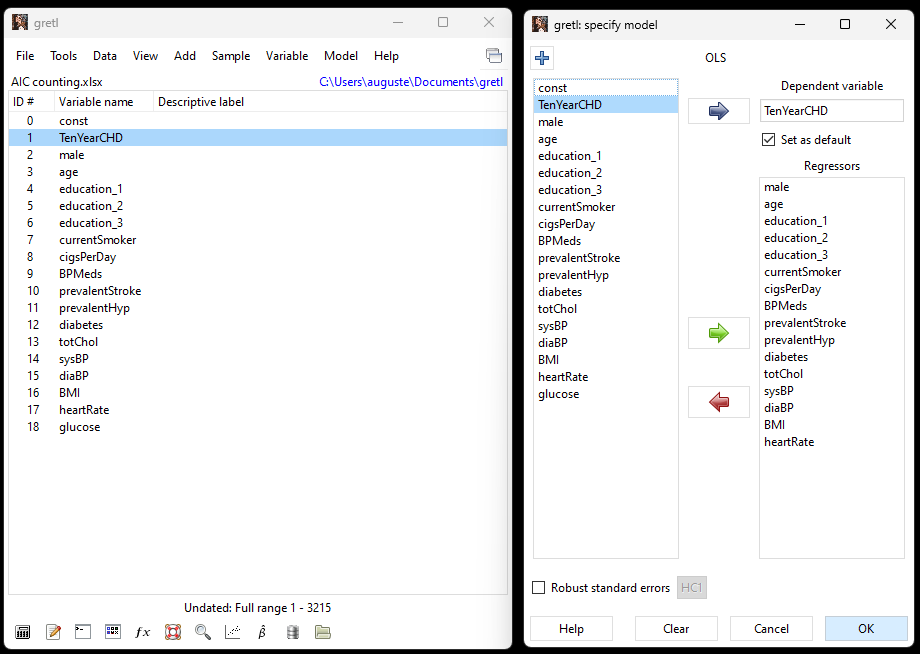 gretl
File Tools Data View Add Sample Variable Model Help
AIC counting.xlsx C:\Users\auguste\Documents\gretl
ID # Variable name Descriptive label
0 const
1 TenYearCHD
2 male
3 age
4 education_1
5 education_2
6 education_3
7 currentSmoker
8 cigsPerDay
9 BPMeds
10 prevalentStroke
11 prevalentHyp
12 diabetes
13 totChol
14 sysBP
15 diaBP
16 BMI
17 heartRate
18 glucose
Undated: Full range 1 - 3215
fx
β
gretl: specify model
OLS
const
TenYearCHD
male
age
education_1
education_2
education_3
currentSmoker
cigsPerDay
BPMeds
prevalentStroke
prevalentHyp
diabetes
totChol
sysBP
diaBP
BMI
heartRate
glucose
Dependent variable
TenYearCHD
Set as default
Regressors
male
age
education_1
education_2
education_3
currentSmoker
cigsPerDay
BPMeds
prevalentStroke
prevalentHyp
diabetes
totChol
sysBP
diaBP
BMI
heartRate
Robust standard errors HC1
Help Clear Cancel OK